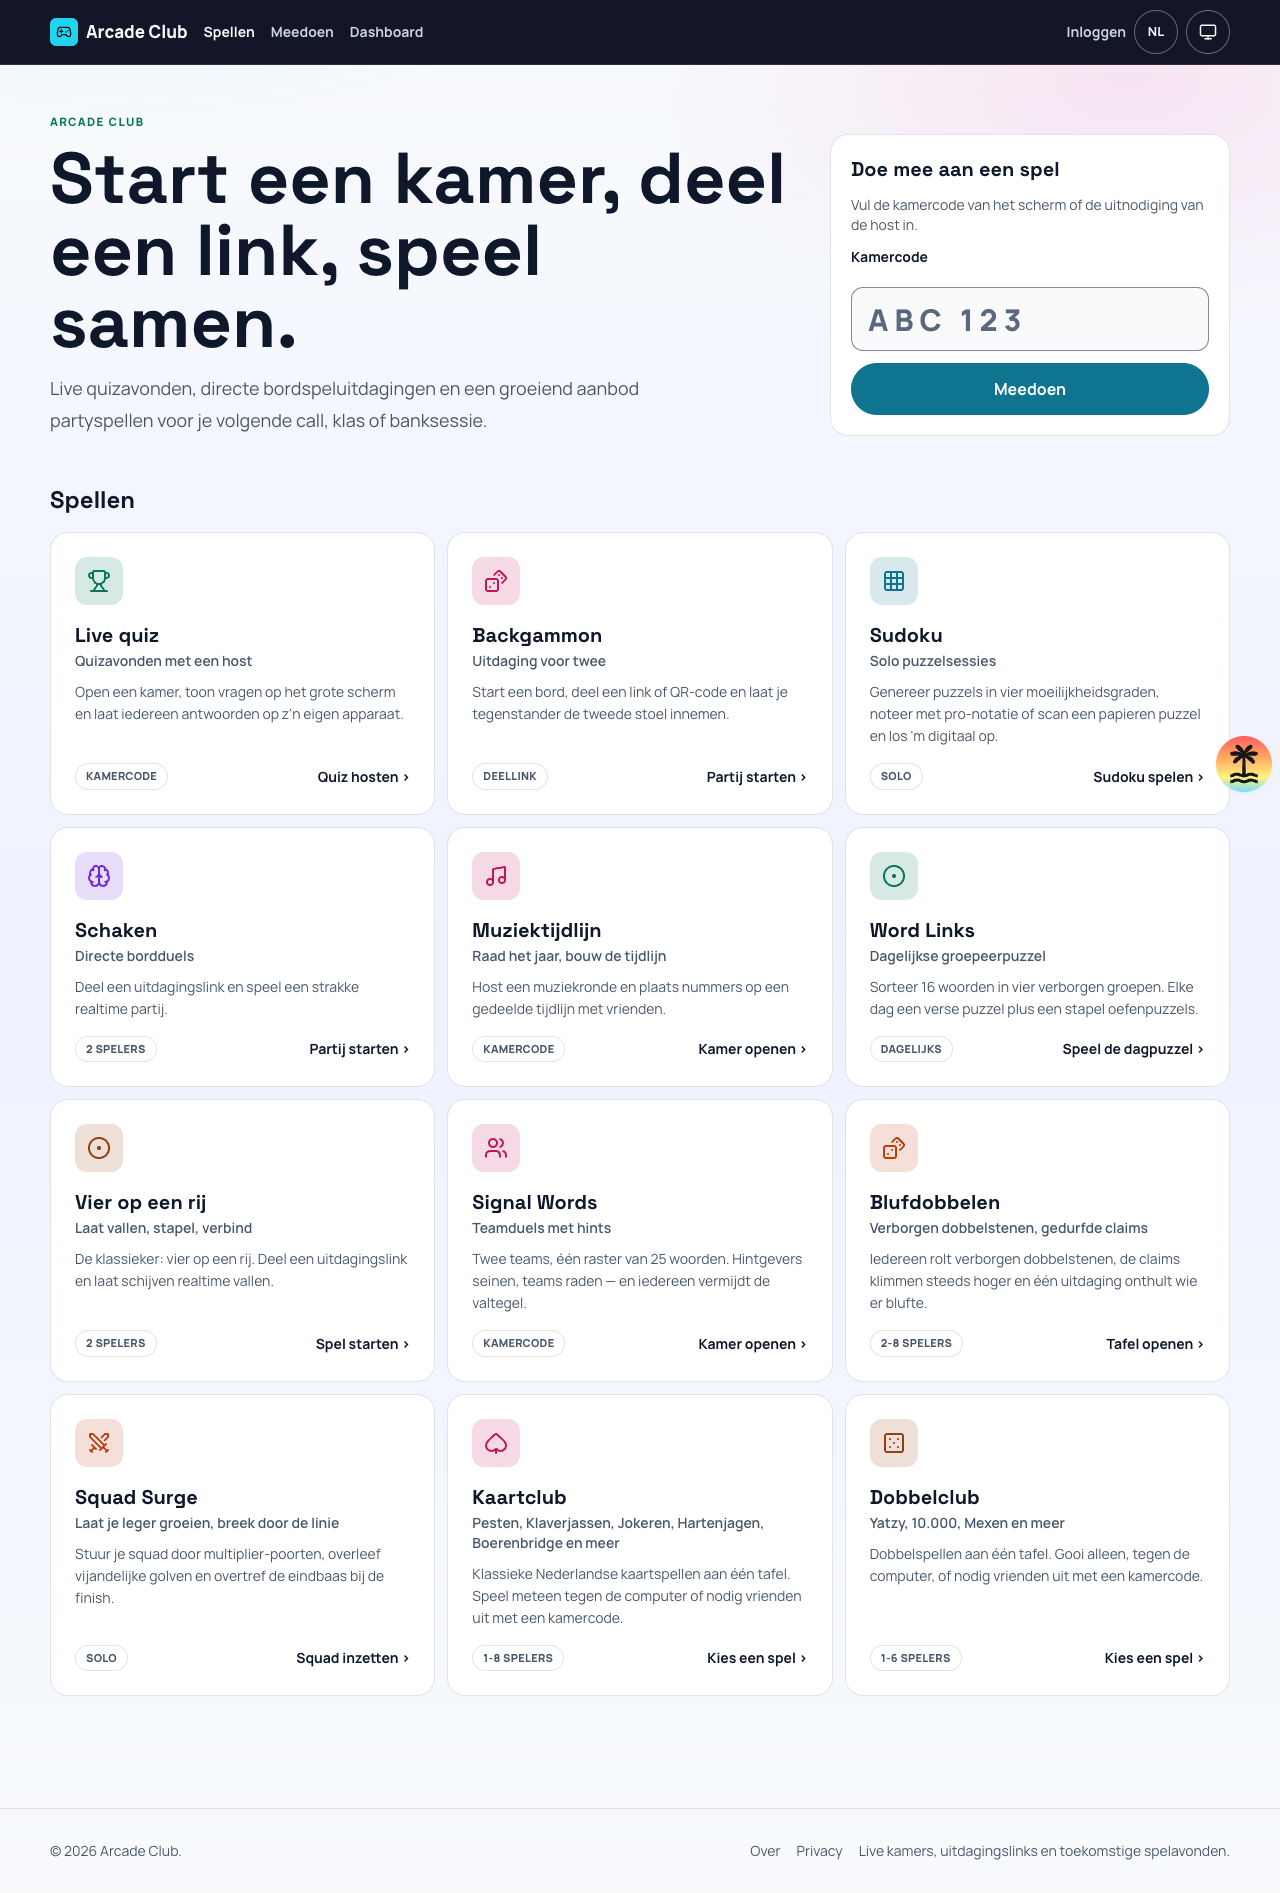 Arcade Club Spellen Meedoen Dashboard Inloggen NL
ARCADE CLUB
Start een kamer, deel
een link, speel
samen.
Live quizavonden, directe bordspeluitdagingen en een groeiend aanbod
partyspellen voor je volgende call, klas of banksessie.
Doe mee aan een spel
Vul de kamercode van het scherm of de uitnodiging van
de host in.
Kamercode
ABC 123
Meedoen
Spellen
Live quiz
Quizavonden met een host
Open een kamer, toon vragen op het grote scherm
en laat iedereen antwoorden op z'n eigen apparaat.
KAMERCODE Quiz hosten ›
Backgammon
Uitdaging voor twee
Start een bord, deel een link of QR-code en laat je
tegenstander de tweede stoel innemen.
DEELLINK Partij starten ›
Sudoku
Solo puzzelsessies
Genereer puzzels in vier moeilijkheidsgraden,
noteer met pro-notatie of scan een papieren puzzel
en los 'm digitaal op.
SOLO Sudoku spelen ›
Schaken
Directe bordduels
Deel een uitdagingslink en speel een strakke
realtime partij.
2 SPELERS Partij starten ›
Muziektijdlijn
Raad het jaar, bouw de tijdlijn
Host een muziekronde en plaats nummers op een
gedeelde tijdlijn met vrienden.
KAMERCODE Kamer openen ›
Word Links
Dagelijkse groepeerpuzzel
Sorteer 16 woorden in vier verborgen groepen. Elke
dag een verse puzzel plus een stapel oefenpuzzels.
DAGELIJKS Speel de dagpuzzel ›
Vier op een rij
Laat vallen, stapel, verbind
De klassieker: vier op een rij. Deel een uitdagingslink
en laat schijven realtime vallen.
2 SPELERS Spel starten ›
Signal Words
Teamduels met hints
Twee teams, één raster van 25 woorden. Hintgevers
seinen, teams raden — en iedereen vermijdt de
valtegel.
KAMERCODE Kamer openen ›
Blufdobbelen
Verborgen dobbelstenen, gedurfde claims
Iedereen rolt verborgen dobbelstenen, de claims
klimmen steeds hoger en één uitdaging onthult wie
er blufte.
2-8 SPELERS Tafel openen ›
Squad Surge
Laat je leger groeien, breek door de linie
Stuur je squad door multiplier-poorten, overleef
vijandelijke golven en overtref de eindbaas bij de
finish.
SOLO Squad inzetten ›
Kaartclub
Pesten, Klaverjassen, Jokeren, Hartenjagen,
Boerenbridge en meer
Klassieke Nederlandse kaartspellen aan één tafel.
Speel meteen tegen de computer of nodig vrienden
uit met een kamercode.
1-8 SPELERS Kies een spel ›
Dobbelclub
Yatzy, 10.000, Mexen en meer
Dobbelspellen aan één tafel. Gooi alleen, tegen de
computer, of nodig vrienden uit met een kamercode.
1-6 SPELERS Kies een spel ›
© 2026 Arcade Club. Over Privacy Live kamers, uitdagingslinks en toekomstige spelavonden.